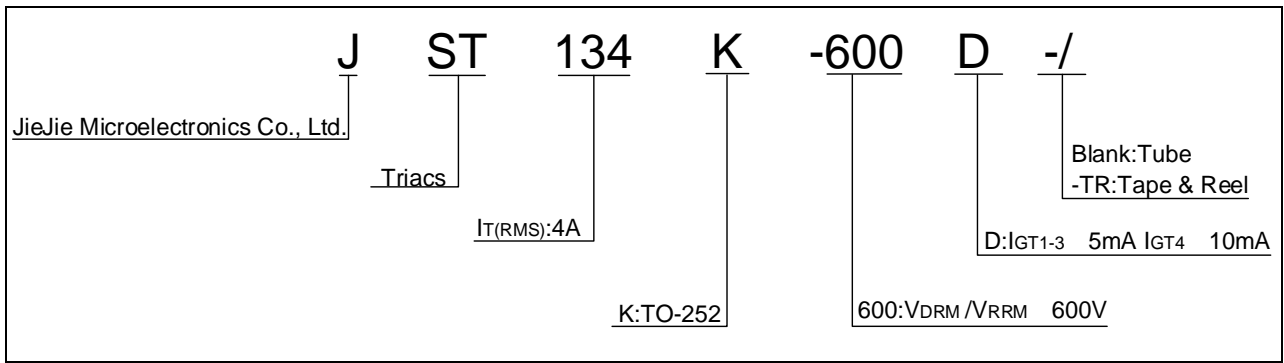 J ST 134 K -600 D -/
JieJie Microelectronics Co., Ltd.
Blank:Tube
Triacs
-TR:Tape & Reel
IT(RMS):4A
D:IGT1-3 5mA IGT4 10mA
K:TO-252
600:VDRM /VRRM 600V